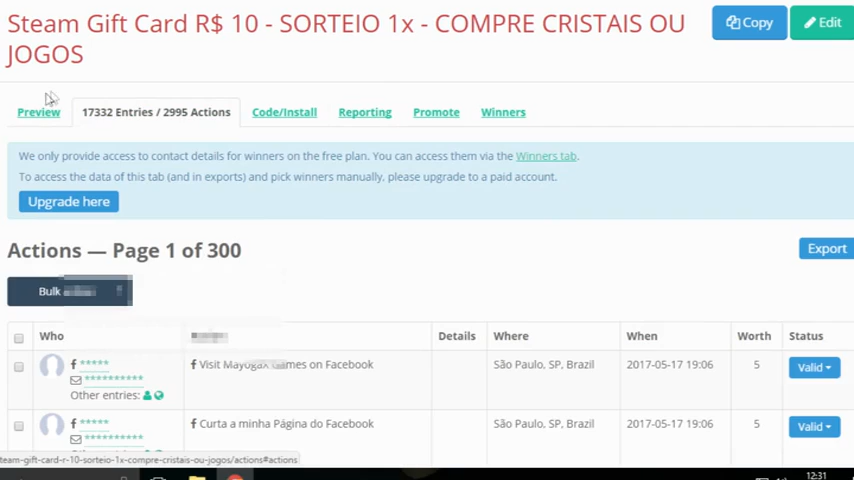 Steam Gift Card R$ 10 - SORTEIO 1x - COMPRE CRISTAIS OU
JOGOS
Copy
Edit
Preview
17332 Entries / 2995 Actions
Code/Install
Reporting
Promote
Winners
We only provide access to contact details for winners on the free plan. You can access them via the Winners tab.
To access the data of this tab (and in exports) and pick winners manually, please upgrade to a paid account.
Upgrade here
Actions — Page 1 of 300
Export
Bulk
Who Details Where When Worth Status
***** Visit Games on Facebook São Paulo, SP, Brazil 2017-05-17 19:06 5 Valid
**********
Other entries:
***** Curta a minha Página do Facebook São Paulo, SP, Brazil 2017-05-17 19:06 5 Valid
**********
team-gift-card-r-10-sorteio-1x-compre-cristais-ou-jogos/actions#actions
12:31